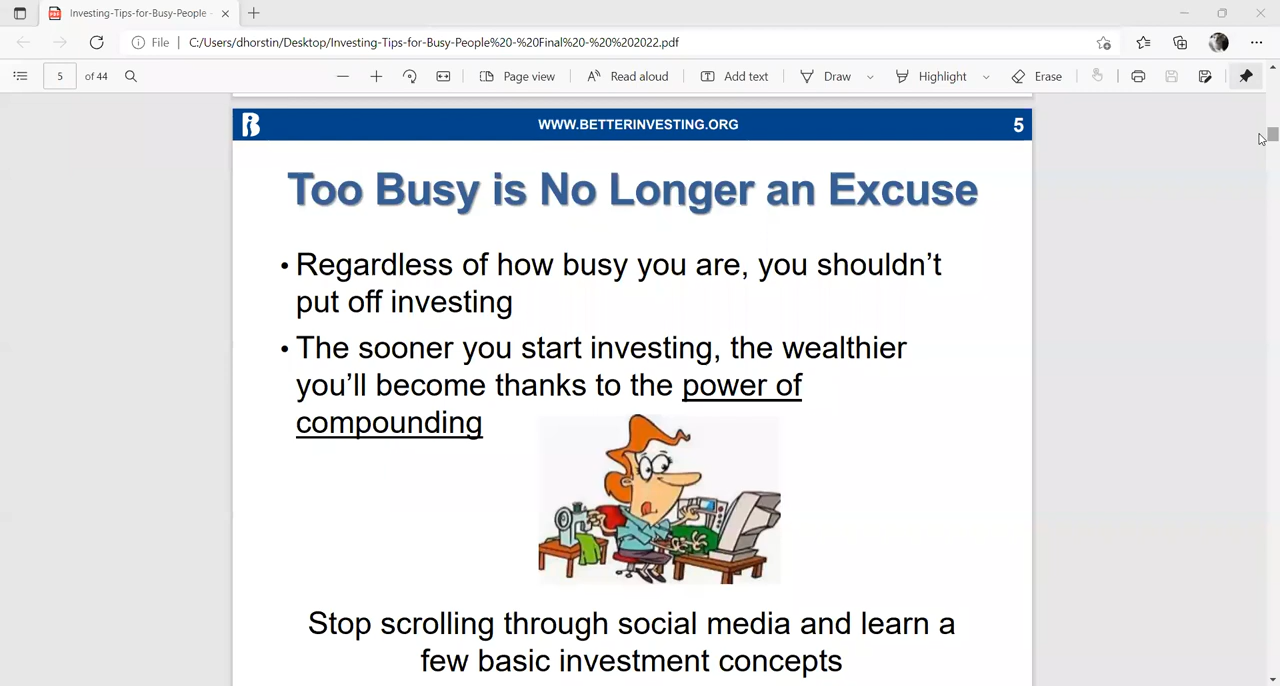 Investing-Tips-for-Busy-People -
File
C:/Users/dhorstin/Desktop/Investing-Tips-for-Busy-People%20-%20Final%20-%20%202022.pdf
5 of 44
Page view
Read aloud
Add text
Draw
Highlight
Erase
WWW.BETTERINVESTING.ORG 5
Too Busy is No Longer an Excuse
• Regardless of how busy you are, you shouldn’t
put off investing
• The sooner you start investing, the wealthier
you’ll become thanks to the power of
compounding
Stop scrolling through social media and learn a
few basic investment concepts